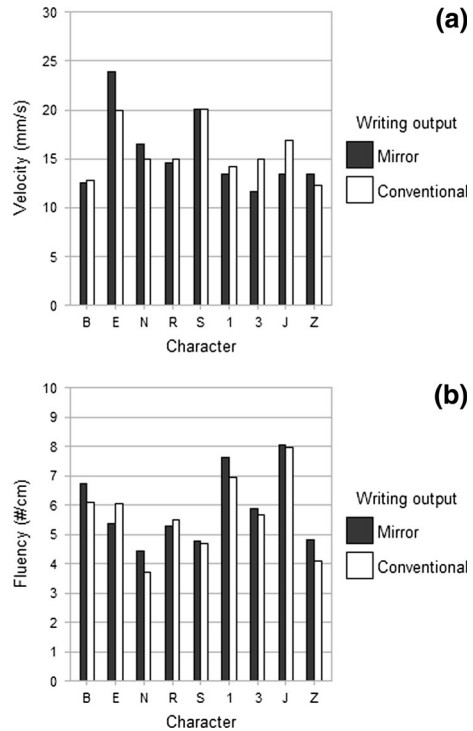 (a)
30
25
20
15
10
5
0
Velocity (mm/s)
B E N R S 1 3 J Z
Character
Writing output
Mirror
Conventional
(b)
10
9
8
7
6
5
4
3
2
1
0
Fluency (#/cm)
B E N R S 1 3 J Z
Character
Writing output
Mirror
Conventional